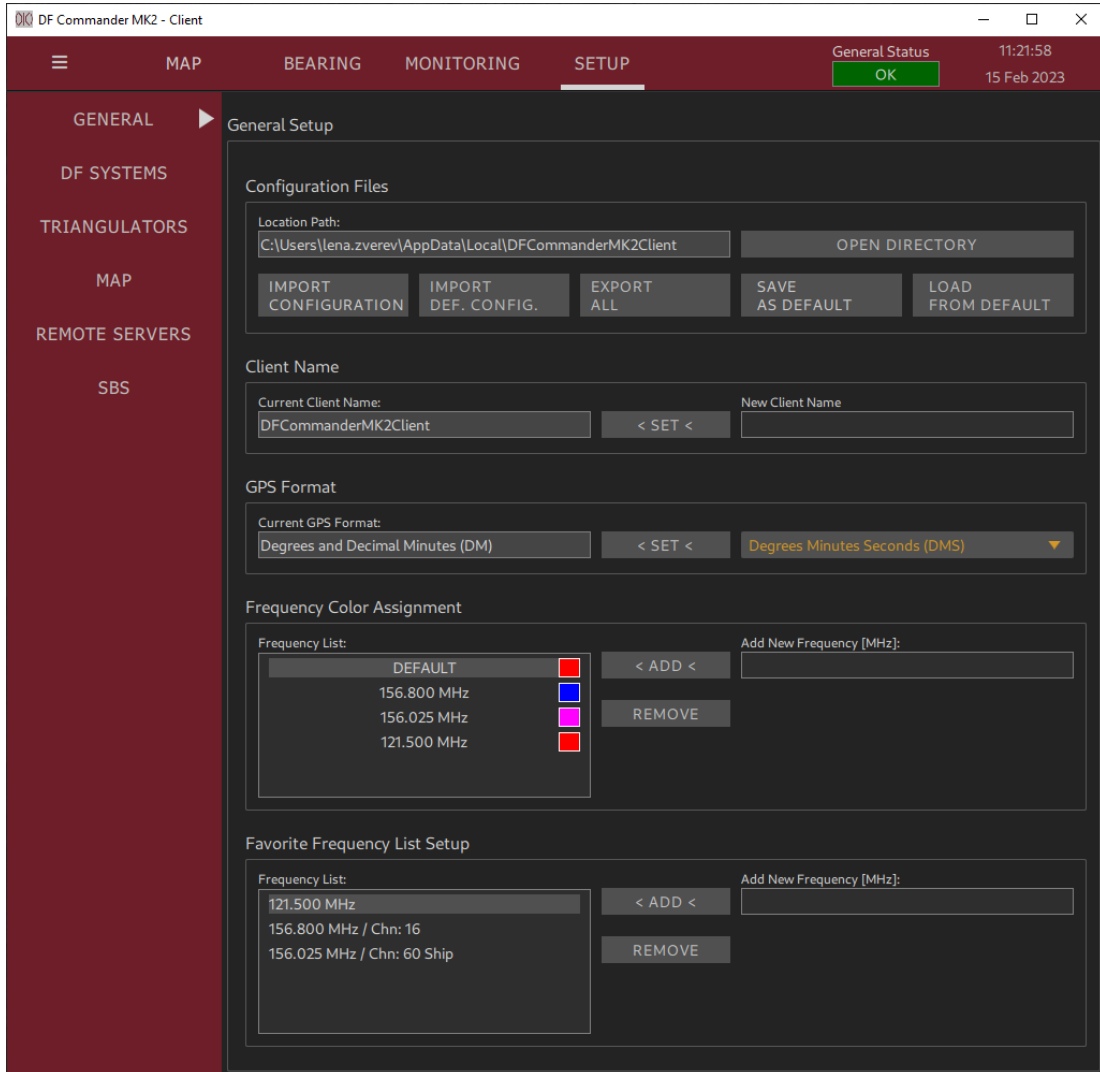 DF Commander MK2 - Client
MAP
BEARING
MONITORING
SETUP
General Status
OK
11:21:58
15 Feb 2023
GENERAL
DF SYSTEMS
TRIANGULATORS
MAP
REMOTE SERVERS
SBS
General Setup
Configuration Files
Location Path:
C:\Users\lena.zverev\AppData\Local\DFCommanderMK2Client
OPEN DIRECTORY
IMPORT
CONFIGURATION
IMPORT
DEF. CONFIG.
EXPORT
ALL
SAVE
AS DEFAULT
LOAD
FROM DEFAULT
Client Name
Current Client Name:
DFCommanderMK2Client
< SET <
New Client Name
GPS Format
Current GPS Format:
Degrees and Decimal Minutes (DM)
< SET <
Degrees Minutes Seconds (DMS)
Frequency Color Assignment
Frequency List:
DEFAULT
156.800 MHz
156.025 MHz
121.500 MHz
< ADD <
REMOVE
Add New Frequency [MHz]:
Favorite Frequency List Setup
Frequency List:
121.500 MHz
156.800 MHz / Chn: 16
156.025 MHz / Chn: 60 Ship
< ADD <
REMOVE
Add New Frequency [MHz]: